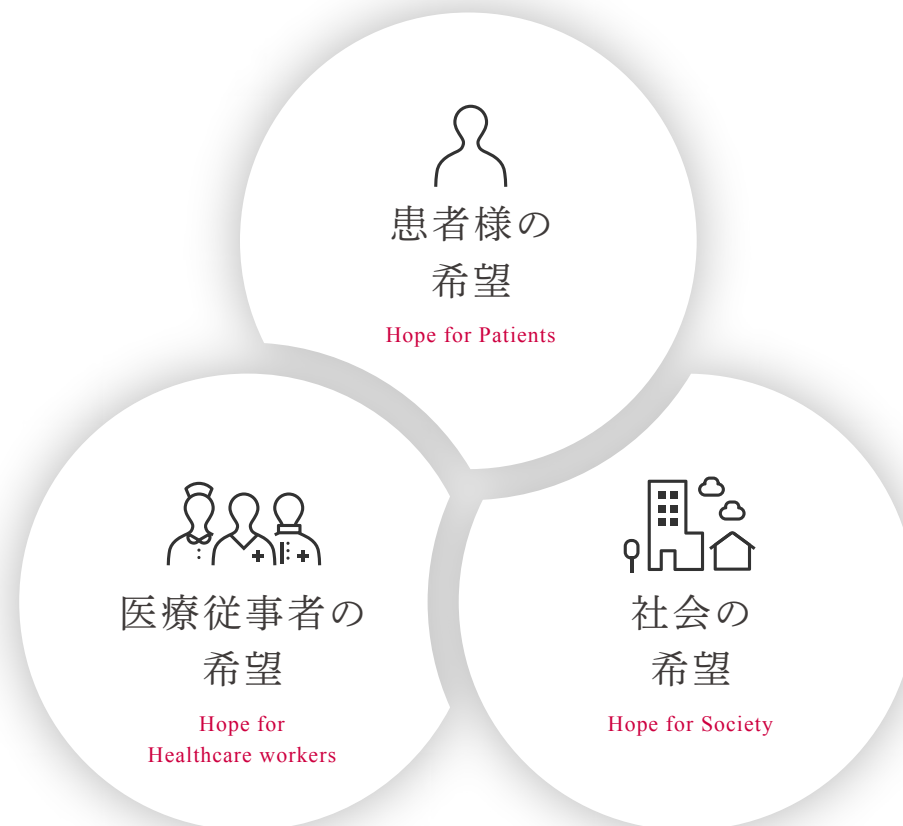 患者様の
希望
Hope for Patients
医療従事者の
希望
Hope for
Healthcare workers
社会の
希望
Hope for Society